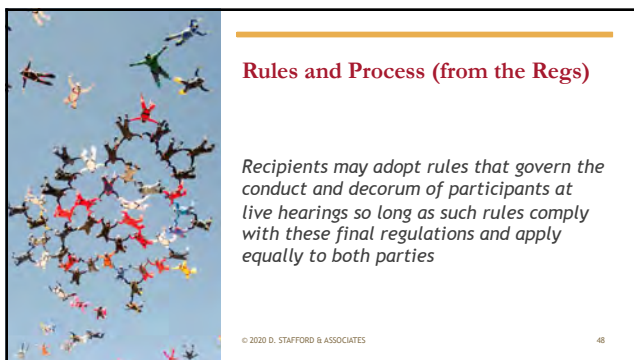 Rules and Process (from the Regs)
Recipients may adopt rules that govern the
conduct and decorum of participants at
live hearings so long as such rules comply
with these final regulations and apply
equally to both parties
© 2020 D. STAFFORD & ASSOCIATES
48